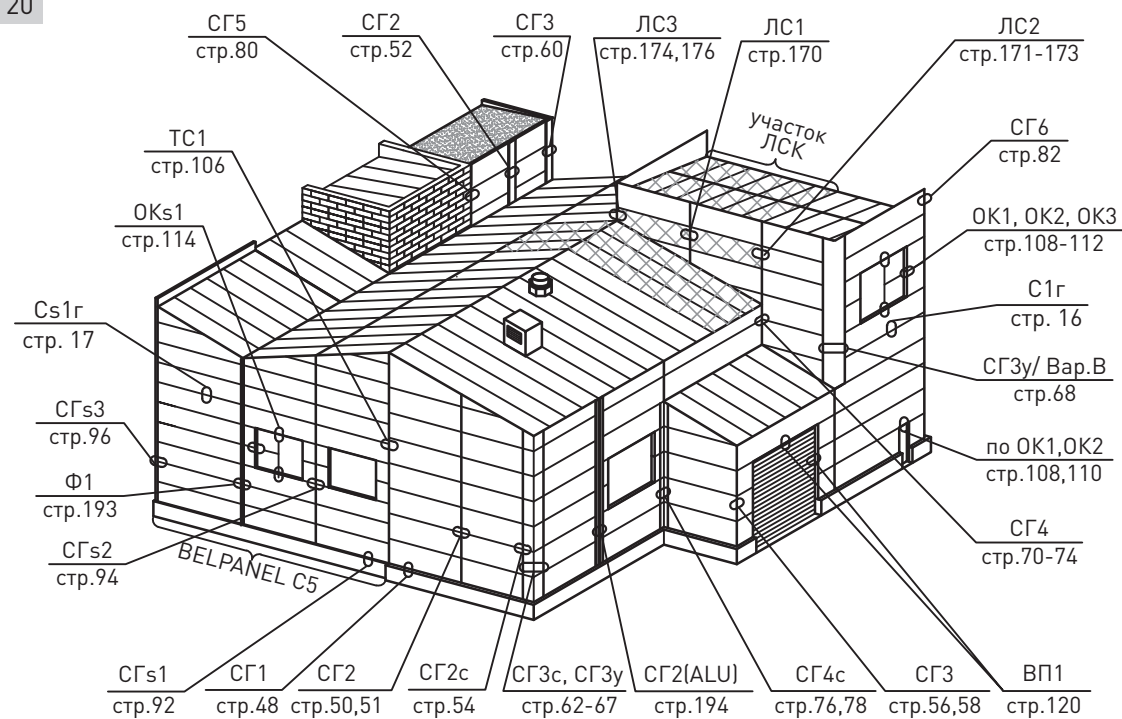 20
СГ5
стр.80
СГ2
стр.52
СГ3
стр.60
ЛС3
стр.174,176
ЛС1
стр.170
ЛС2
стр.171-173
участок
ЛСК
ТС1
стр.106
СГ6
стр.82
ОКs1
стр.114
ОК1, ОК2, ОК3
стр.108-112
Сs1г
стр. 17
С1г
стр. 16
СГ3у/ Вар.В
стр.68
СГs3
стр.96
по ОК1,ОК2
стр.108,110
Ф1
стр.193
СГ4
стр.70-74
СГs2
стр.94
BELPANEL C5
СГs1
стр.92
СГ1
стр.48
СГ2
стр.50,51
СГ2с
стр.54
СГ3с, СГ3у
стр.62-67
СГ2(ALU)
стр.194
СГ4с
стр.76,78
СГ3
стр.56,58
ВП1
стр.120